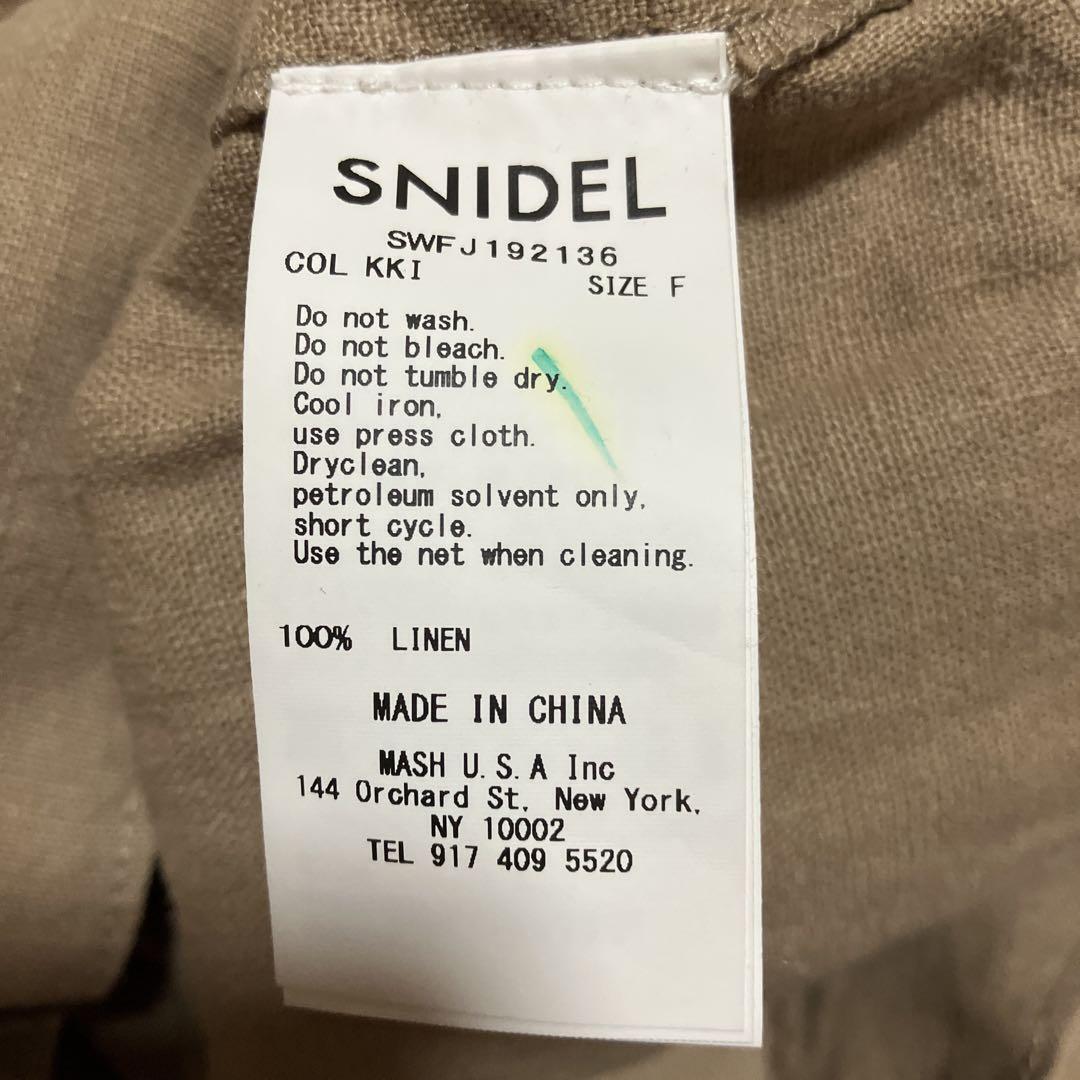 SNIDEL
SWFJ192136
COL KKI
SIZE F
Do not wash.
Do not bleach.
Do not tumble dry.
Cool iron,
use press cloth.
Dryclean,
petroleum solvent only,
short cycle.
Use the net when cleaning.
100% LINEN
MADE IN CHINA
MASH U.S.A Inc
144 Orchard St, New York,
NY 10002
TEL 917 409 5520